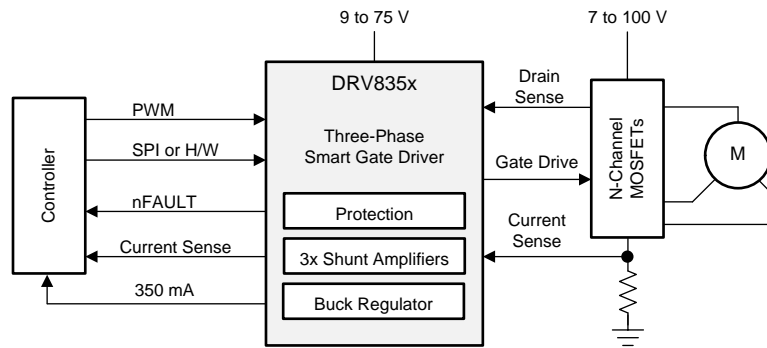 9 to 75 V
7 to 100 V
DRV835x
Three-Phase
Smart Gate Driver
Protection
3x Shunt Amplifiers
Buck Regulator
Controller
PWM
SPI or H/W
nFAULT
Current Sense
350 mA
Drain
Sense
Gate Drive
Current
Sense
N-Channel
MOSFETs
M